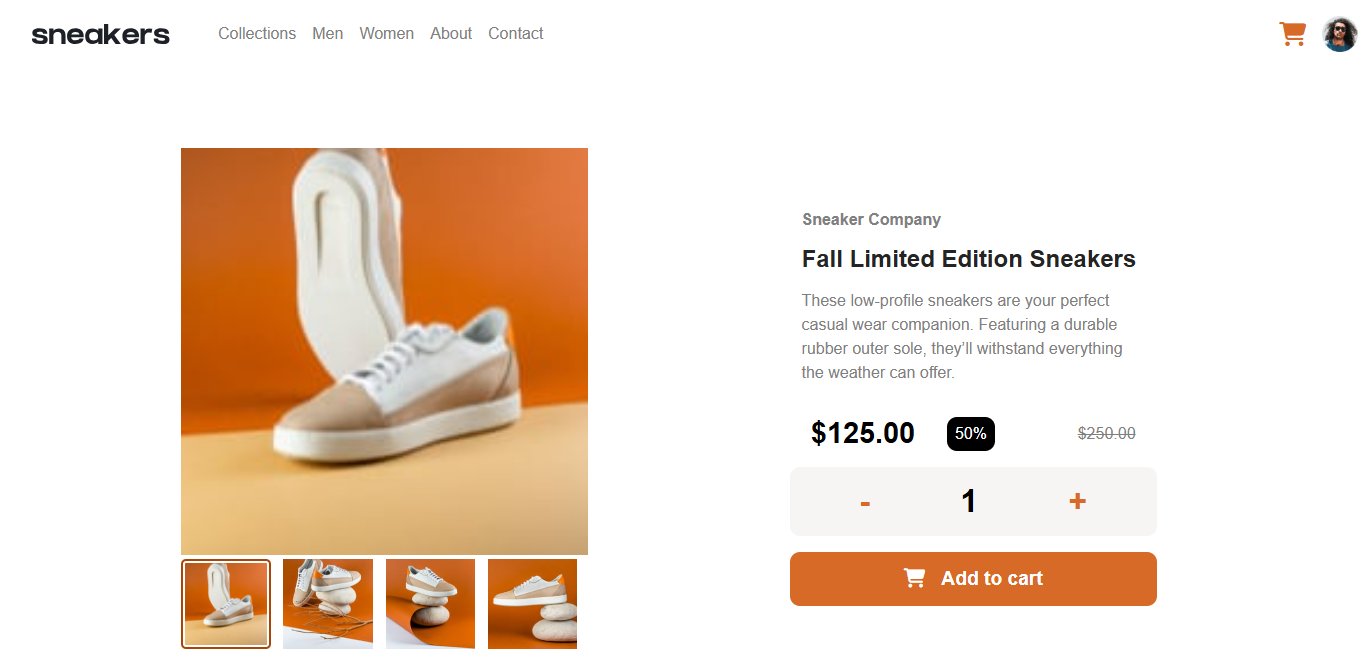 sneakers
Collections Men Women About Contact
Sneaker Company
Fall Limited Edition Sneakers
These low-profile sneakers are your perfect
casual wear companion. Featuring a durable
rubber outer sole, they’ll withstand everything
the weather can offer.
$125.00 50% $250.00
- 1 +
Add to cart